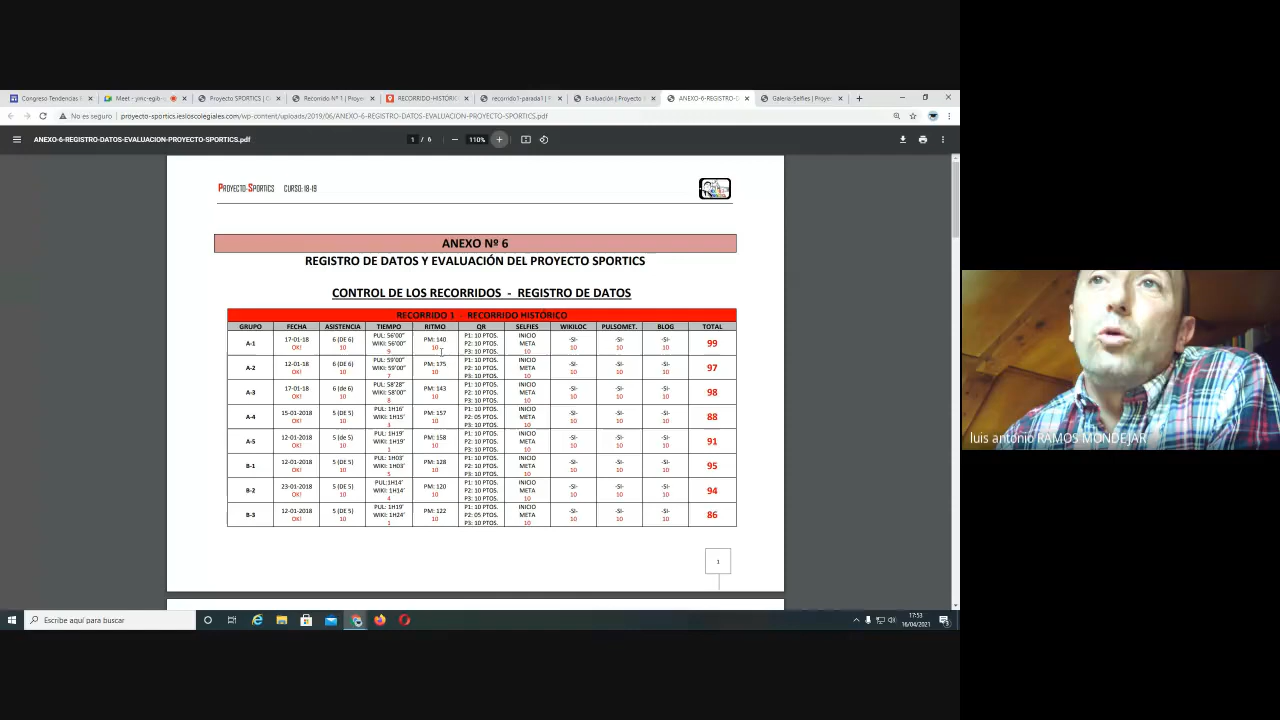 Congreso Tendencias
Meet - ymc-egib-
Proyecto SPORTICS |
Recorrido Nº 1 | Proye
RECORRIDO-HISTÓRIC
recorrido1-parada1 |
Evaluación | Proyecto
ANEXO-6-REGISTRO-D
Galeria-Selfies | Proye
No es seguro | proyecto-sportics.iesloscolegiales.com/wp-content/uploads/2019/06/ANEXO-6-REGISTRO-DATOS-EVALUACION-PROYECTO-SPORTICS.pdf
ANEXO-6-REGISTRO-DATOS-EVALUACION-PROYECTO-SPORTICS.pdf 1 / 6 110%
PROYECTO-SPORTICS CURSO: 18-19
ANEXO Nº 6
REGISTRO DE DATOS Y EVALUACIÓN DEL PROYECTO SPORTICS
CONTROL DE LOS RECORRIDOS - REGISTRO DE DATOS
RECORRIDO 1 - RECORRIDO HISTÓRICO
GRUPO FECHA ASISTENCIA TIEMPO RITMO QR SELFIES WIKILOC PULSOMET. BLOG TOTAL
A-1 17-01-18 OK! 6 (DE 6) 10 PUL: 56'00" WIKI: 56'00" 9 PM: 140 10 P1: 10 PTOS. P2: 10 PTOS. P3: 10 PTOS. INICIO META 10 -SI- 10 -SI- 10 -SI- 10 99
A-2 12-01-18 OK! 6 (DE 6) 10 PUL: 59'00" WIKI: 59'00" 7 PM: 175 10 P1: 10 PTOS. P2: 10 PTOS. P3: 10 PTOS. INICIO META 10 -SI- 10 -SI- 10 -SI- 10 97
A-3 17-01-18 OK! 6 (de 6) 10 PUL: 58'28" WIKI: 58'00" 8 PM: 143 10 P1: 10 PTOS. P2: 10 PTOS. P3: 10 PTOS. INICIO META 10 -SI- 10 -SI- 10 -SI- 10 98
A-4 15-01-2018 OK! 5 (DE 5) 10 PUL: 1H16' WIKI: 1H15' 3 PM: 157 10 P1: 10 PTOS. P2: 05 PTOS. P3: 10 PTOS. INICIO META 10 -SI- 10 -SI- 10 -SI- 10 88
A-5 12-01-2018 OK! 5 (de 5) 10 PUL: 1H19' WIKI: 1H19' 1 PM: 158 10 P1: 10 PTOS. P2: 10 PTOS. P3: 10 PTOS. INICIO META 10 -SI- 10 -SI- 10 -SI- 10 91
B-1 12-01-2018 OK! 5 (DE 5) 10 PUL: 1H03' WIKI: 1H03' 5 PM: 128 10 P1: 10 PTOS. P2: 10 PTOS. P3: 10 PTOS. INICIO META 10 -SI- 10 -SI- 10 -SI- 10 95
B-2 23-01-2018 OK! 5 (DE 5) 10 PUL:1H14' WIKI: 1H14' 4 PM: 120 10 P1: 10 PTOS. P2: 10 PTOS. P3: 10 PTOS. INICIO META 10 -SI- 10 -SI- 10 -SI- 10 94
B-3 12-01-2018 OK! 5 (DE 5) 10 PUL: 1H19' WIKI: 1H24' 1 PM: 122 10 P1: 10 PTOS. P2: 05 PTOS. P3: 10 PTOS. INICIO META 10 -SI- 10 -SI- 10 -SI- 10 86
1
luis antonio RAMOS MONDEJAR
Escribe aquí para buscar
17:53
16/04/2021